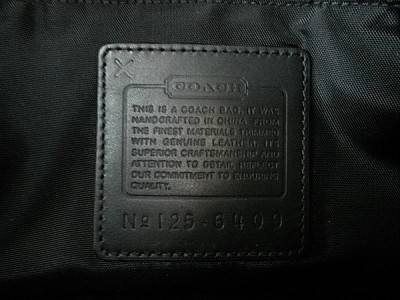 COACH
THIS IS A COACH BAG. IT WAS
HANDCRAFTED IN CHINA FROM
THE FINEST MATERIALS TRIMMED
WITH GENUINE LEATHER. IT'S
SUPERIOR CRAFTSMANSHIP AND
ATTENTION TO DETAIL REFLECT
OUR COMMITMENT TO ENDURING
QUALITY.
Nº 125-6409